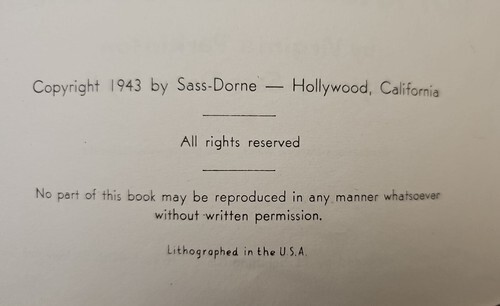 Copyright 1943 by Sass-Dorne — Hollywood, California
All rights reserved
No part of this book may be reproduced in any manner whatsoever
without written permission.
Lithographed in the U.S.A.